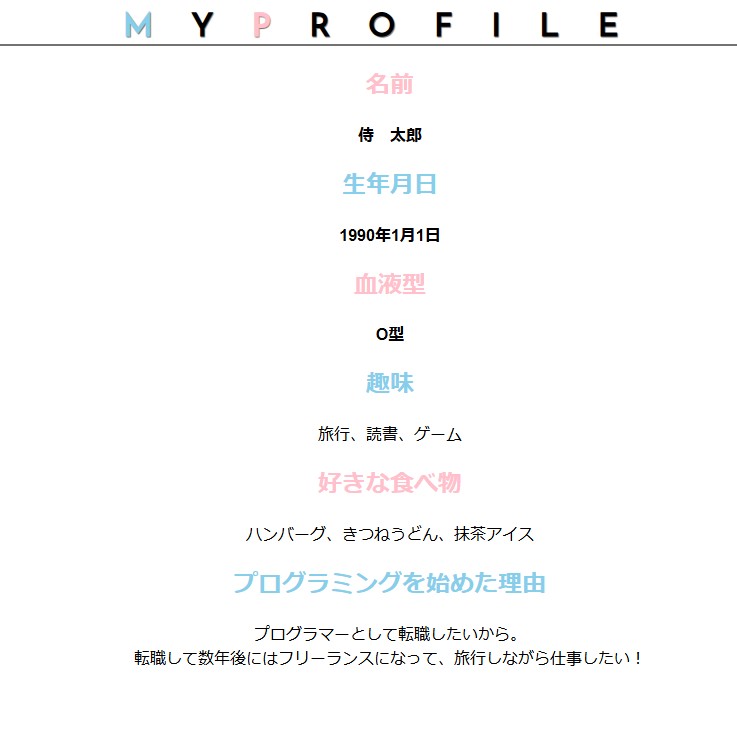 MY PROFILE
名前
侍　太郎
生年月日
1990年1月1日
血液型
O型
趣味
旅行、読書、ゲーム
好きな食べ物
ハンバーグ、きつねうどん、抹茶アイス
プログラミングを始めた理由
プログラマーとして転職したいから。
転職して数年後にはフリーランスになって、旅行しながら仕事したい！